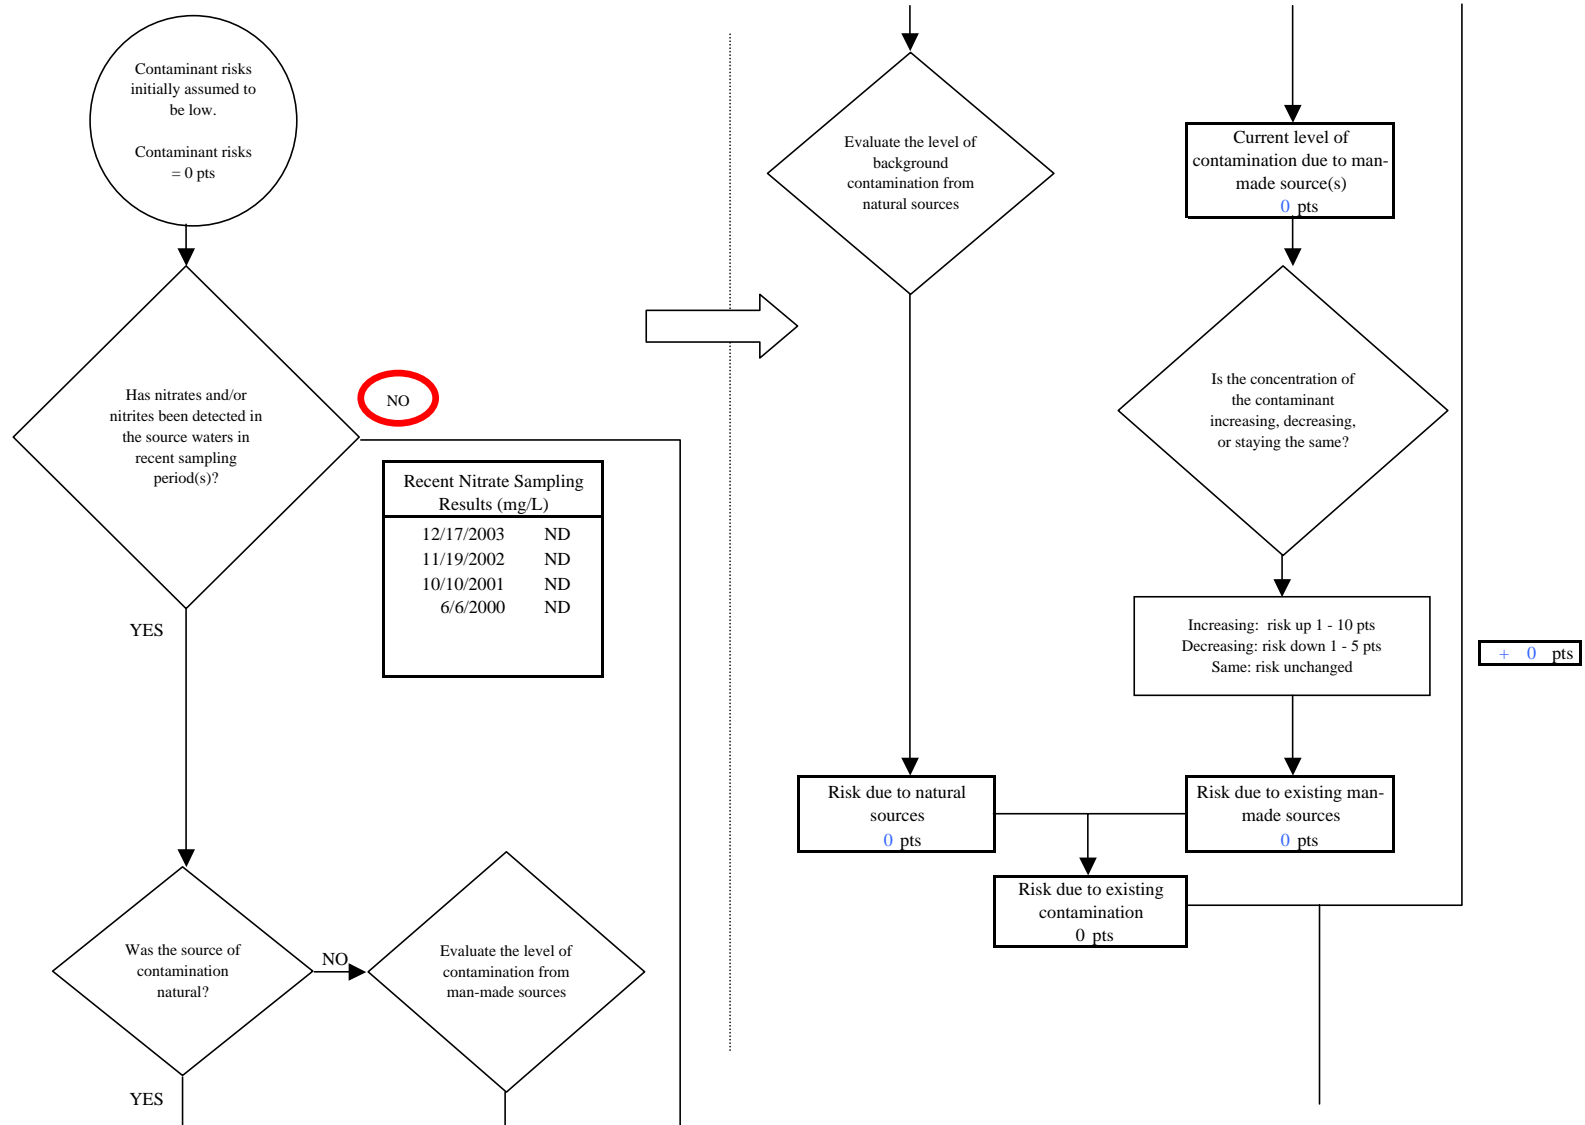 Contaminant risks
initially assumed to
be low.
Contaminant risks
= 0 pts
Has nitrates and/or
nitrites been detected in
the source waters in
recent sampling
period(s)?
NO
Recent Nitrate Sampling
Results (mg/L)
12/17/2003 ND
11/19/2002 ND
10/10/2001 ND
6/6/2000 ND
YES
Was the source of
contamination
natural?
NO
Evaluate the level of
contamination from
man-made sources
YES
Evaluate the level of
background
contamination from
natural sources
Current level of
contamination due to man-
made source(s)
0 pts
Is the concentration of
the contaminant
increasing, decreasing,
or staying the same?
Increasing: risk up 1 - 10 pts
Decreasing: risk down 1 - 5 pts
Same: risk unchanged
+ 0 pts
Risk due to natural
sources
0 pts
Risk due to existing man-
made sources
0 pts
Risk due to existing
contamination
0 pts